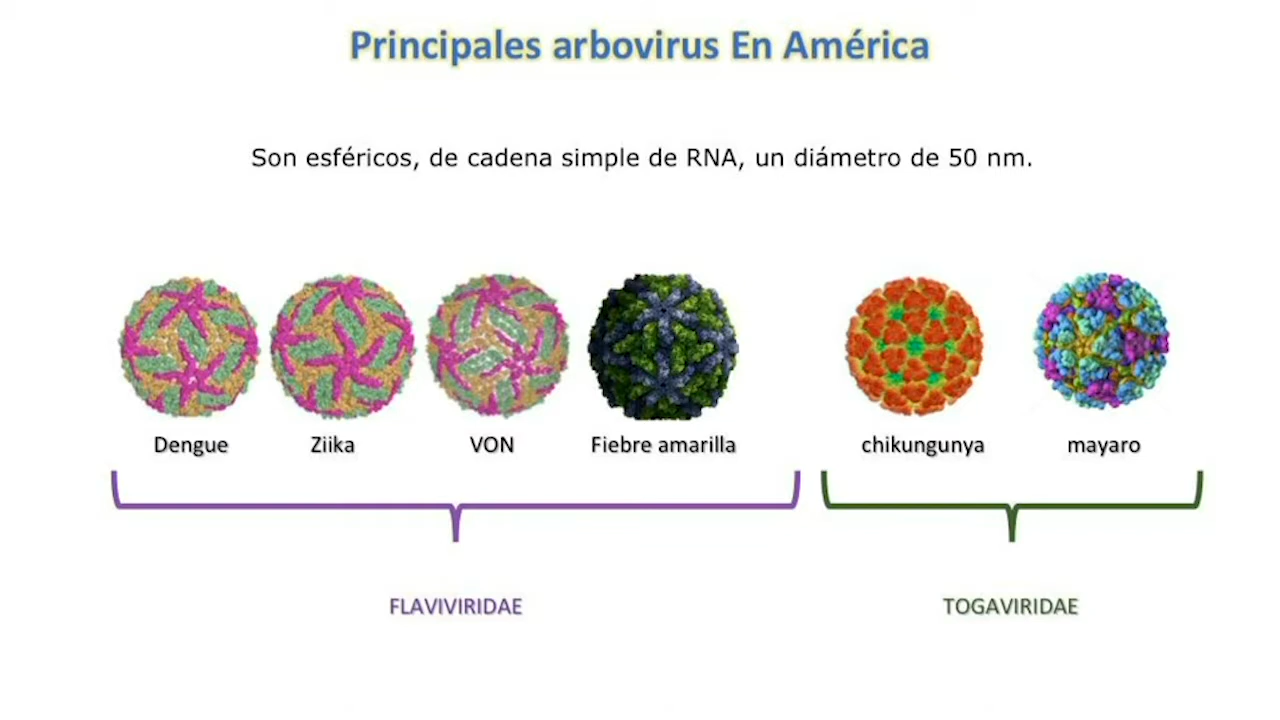 Principales arbovirus En América
Son esféricos, de cadena simple de RNA, un diámetro de 50 nm.
Dengue Ziika VON Fiebre amarilla chikungunya mayaro
FLAVIVIRIDAE TOGAVIRIDAE